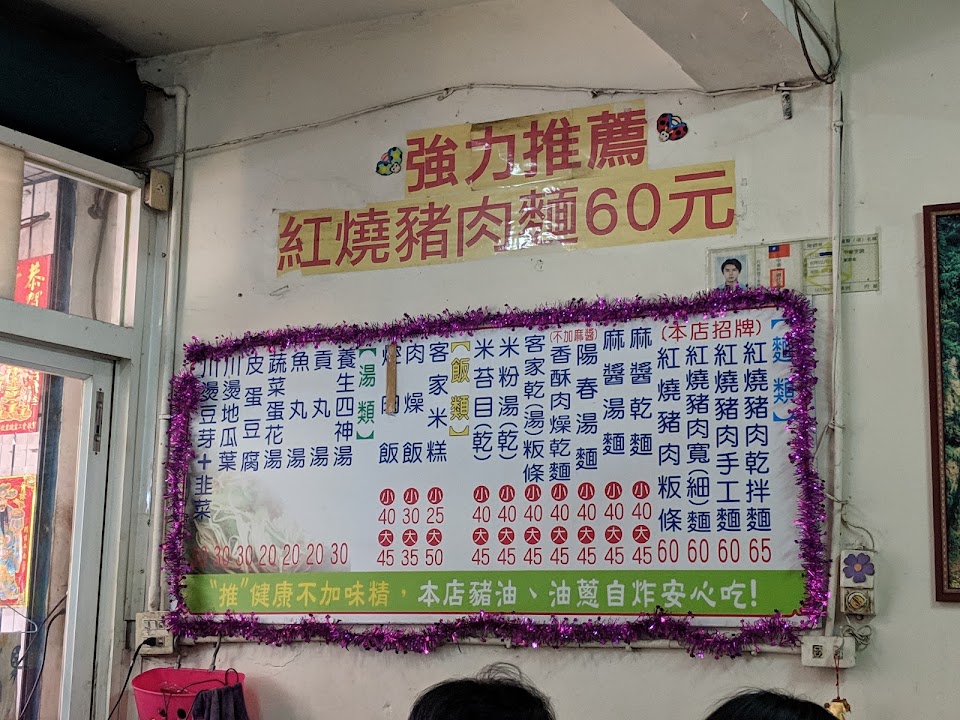 強力推薦
紅燒豬肉麵60元
【麵類】
(本店招牌)
紅燒豬肉乾拌麵 65
紅燒豬肉手工麵 60
紅燒豬肉寬(細)麵 60
紅燒豬肉粄條 60
麻醬乾麵 小40 大45
麻醬湯麵 小40 大45
陽春湯麵 小40 大45
(不加麻醬)
香酥肉燥乾麵 小40 大45
客家乾(湯)粄條 小40 大45
米粉湯(乾) 小40 大45
米苔目(乾) 小40 大45
【飯類】
客家米糕 小25 大50
肉燥飯 小30 大35
飯 小40 大45
【湯類】
養生四神湯 30
貢丸湯 20
魚丸湯 20
蔬菜蛋花湯 20
皮蛋豆腐 30
川燙地瓜葉 30
川燙豆芽+韭菜
"推"健康不加味精，本店豬油、油蔥自炸安心吃!
恭